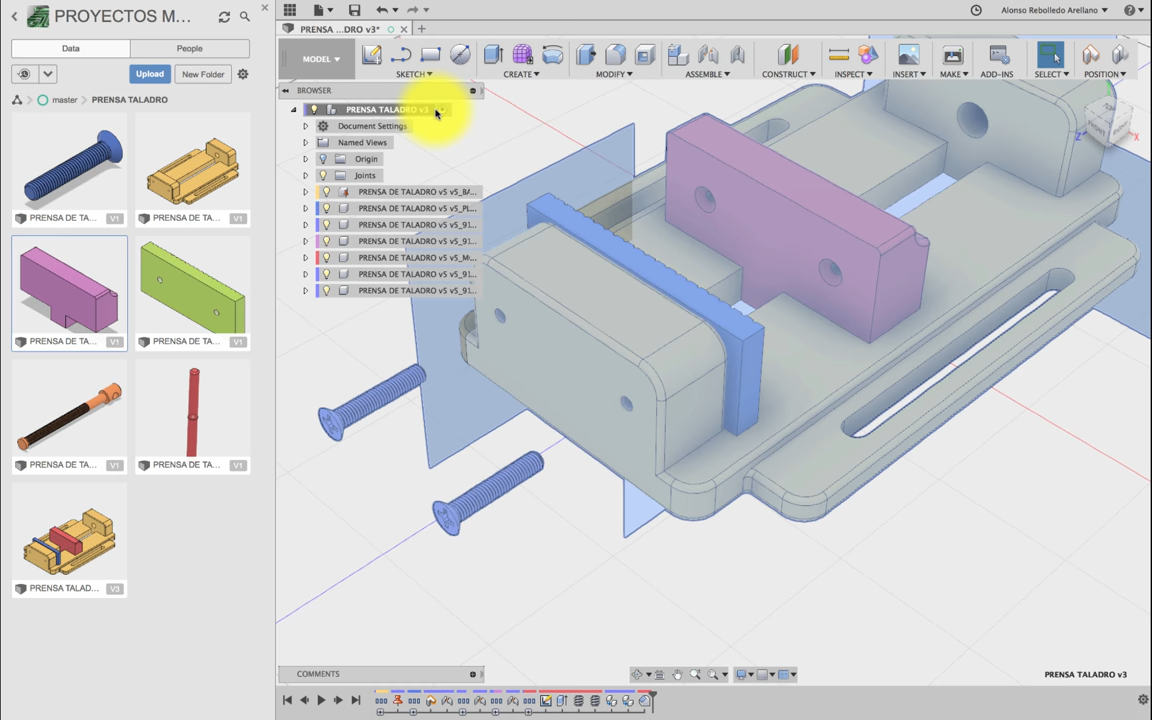 PROYECTOS M...
Data
People
Upload
New Folder
master
PRENSA TALADRO
PRENSA DE TA...
V1
PRENSA DE TA...
V1
PRENSA DE TA...
V1
PRENSA DE TA...
V1
PRENSA DE TA...
V1
PRENSA DE TA...
V1
PRENSA TALAD...
V3
Alonso Rebolledo Arellano
PRENSA ...DRO v3*
MODEL
SKETCH
CREATE
MODIFY
ASSEMBLE
CONSTRUCT
INSPECT
INSERT
MAKE
ADD-INS
SELECT
POSITION
BROWSER
PRENSA TALADRO v3
Document Settings
Named Views
Origin
Joints
PRENSA DE TALADRO v5 v5_BA...
PRENSA DE TALADRO v5 v5_PL...
PRENSA DE TALADRO v5 v5_91...
PRENSA DE TALADRO v5 v5_91...
PRENSA DE TALADRO v5 v5_M...
PRENSA DE TALADRO v5 v5_91...
PRENSA DE TALADRO v5 v5_91...
Z
X
COMMENTS
PRENSA TALADRO v3